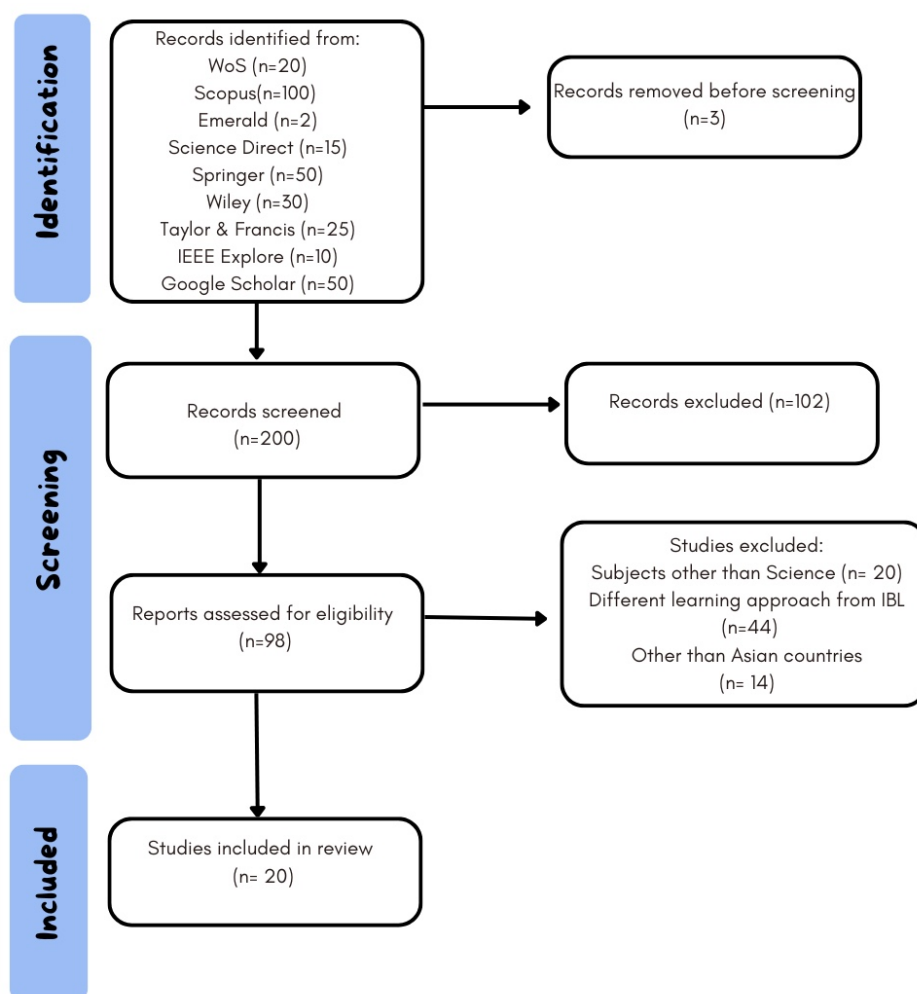 Identification
Records identified from:
WoS (n=20)
Scopus(n=100)
Emerald (n=2)
Science Direct (n=15)
Springer (n=50)
Wiley (n=30)
Taylor & Francis (n=25)
IEEE Explore (n=10)
Google Scholar (n=50)
Records removed before screening
(n=3)
Screening
Records screened
(n=200)
Records excluded (n=102)
Reports assessed for eligibility
(n=98)
Studies excluded:
Subjects other than Science (n= 20)
Different learning approach from IBL
(n=44)
Other than Asian countries
(n= 14)
Included
Studies included in review
(n= 20)